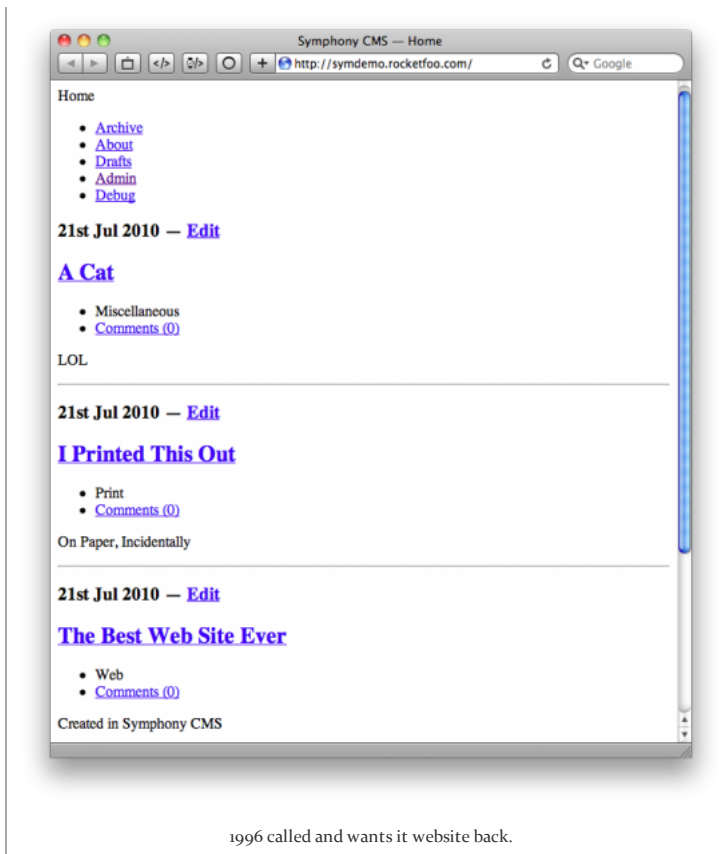 Symphony CMS — Home
http://symdemo.rocketfoo.com/
Google
Home
Archive
About
Drafts
Admin
Debug
21st Jul 2010 — Edit
A Cat
Miscellaneous
Comments (0)
LOL
21st Jul 2010 — Edit
I Printed This Out
Print
Comments (0)
On Paper, Incidentally
21st Jul 2010 — Edit
The Best Web Site Ever
Web
Comments (0)
Created in Symphony CMS
1996 called and wants it website back.